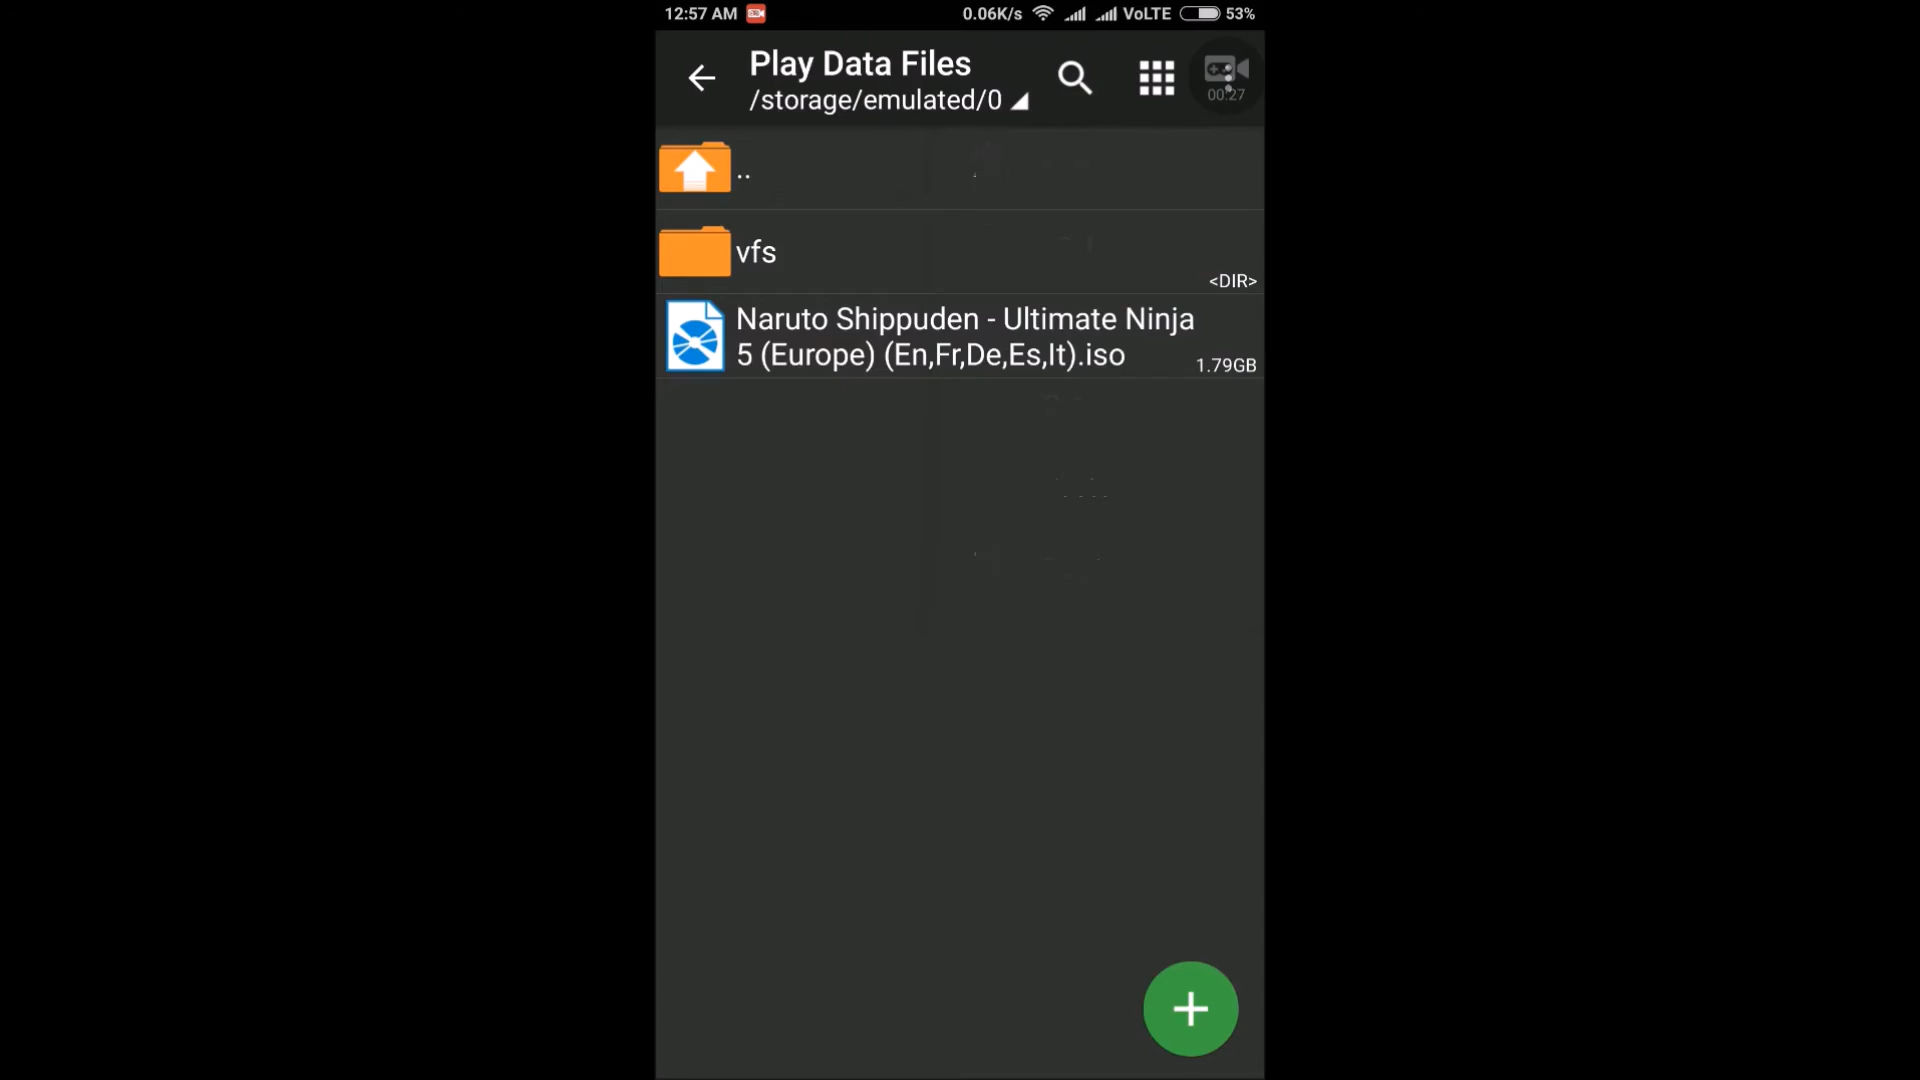 12:57 AM 0.06K/s VoLTE 53%
Play Data Files
/storage/emulated/0
00:27
..
vfs
<DIR>
Naruto Shippuden - Ultimate Ninja
5 (Europe) (En,Fr,De,Es,It).iso
1.79GB